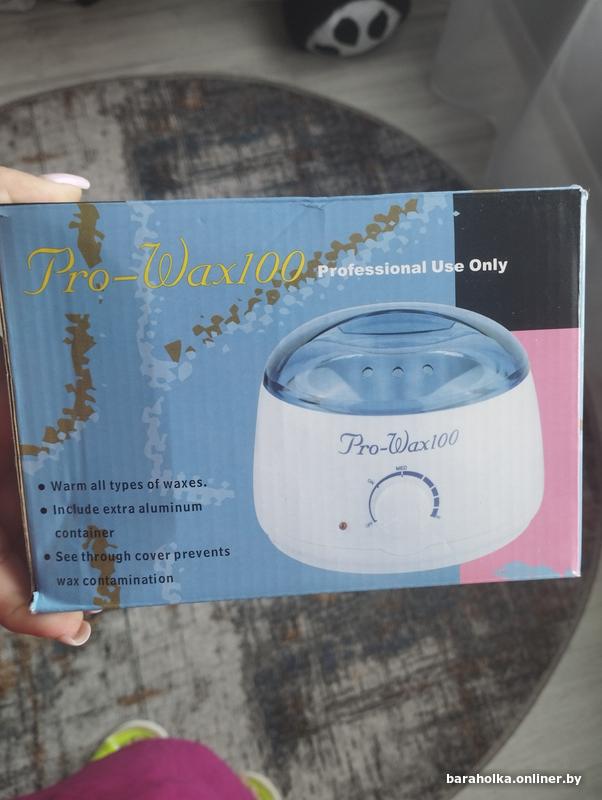 Pro-Wax100 Professional Use Only
Pro-Wax100
MED
• Warm all types of waxes.
• Include extra aluminum
container
• See through cover prevents
wax contamination
baraholka.onliner.by